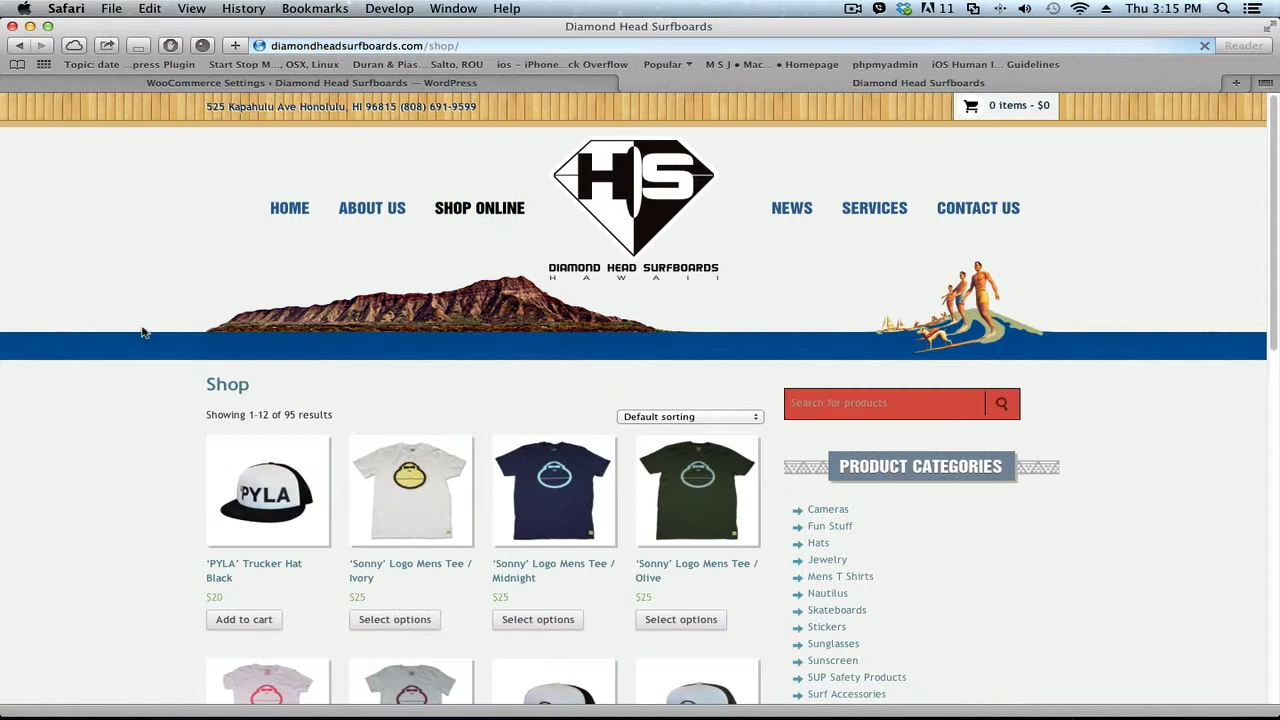 Safari File Edit View History Bookmarks Develop Window Help
11 Thu 3:15 PM
Diamond Head Surfboards
diamondheadsurfboards.com/shop/
Reader
Topic: date ...press Plugin Start Stop M..., OSX, Linux Duran & Pias... Salto, ROU ios – iPhone...ck Overflow Popular M S J • Mac... • Homepage phpmyadmin iOS Human I... Guidelines
WooCommerce Settings ‹ Diamond Head Surfboards — WordPress
Diamond Head Surfboards
525 Kapahulu Ave Honolulu, HI 96815 (808) 691-9599
0 items - $0
HOME ABOUT US SHOP ONLINE
HS
DIAMOND HEAD SURFBOARDS
HAWAII
NEWS SERVICES CONTACT US
Shop
Showing 1–12 of 95 results
Default sorting
PYLA
‘PYLA’ Trucker Hat
Black
$20
Add to cart
‘Sonny’ Logo Mens Tee /
Ivory
$25
Select options
‘Sonny’ Logo Mens Tee /
Midnight
$25
Select options
‘Sonny’ Logo Mens Tee /
Olive
$25
Select options
Search for products
PRODUCT CATEGORIES
Cameras
Fun Stuff
Hats
Jewelry
Mens T Shirts
Nautilus
Skateboards
Stickers
Sunglasses
Sunscreen
SUP Safety Products
Surf Accessories